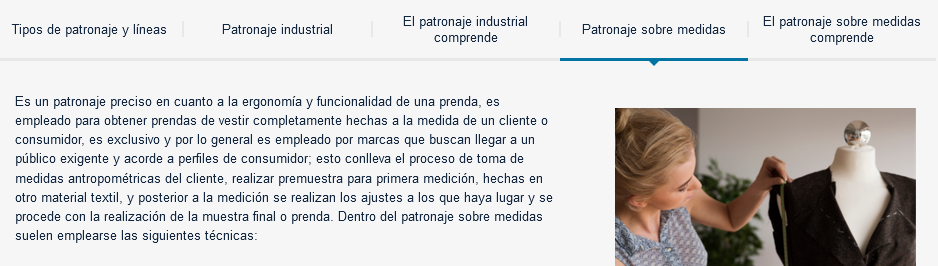 Tipos de patronaje y líneas
Patronaje industrial
El patronaje industrial
comprende
Patronaje sobre medidas
El patronaje sobre medidas
comprende
Es un patronaje preciso en cuanto a la ergonomía y funcionalidad de una prenda, es
empleado para obtener prendas de vestir completamente hechas a la medida de un cliente o
consumidor, es exclusivo y por lo general es empleado por marcas que buscan llegar a un
público exigente y acorde a perfiles de consumidor; esto conlleva el proceso de toma de
medidas antropométricas del cliente, realizar premuestra para primera medición, hechas en
otro material textil, y posterior a la medición se realizan los ajustes a los que haya lugar y se
procede con la realización de la muestra final o prenda. Dentro del patronaje sobre medidas
suelen emplearse las siguientes técnicas: